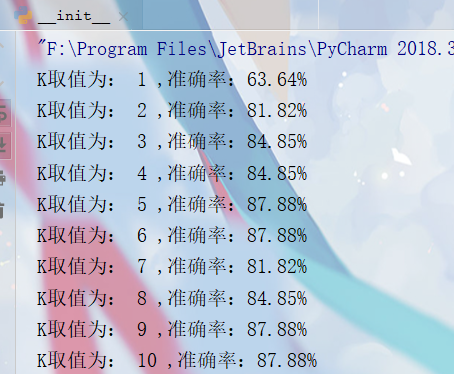 __init__
"F:\Program Files\JetBrains\PyCharm 2018.3
K取值为： 1 ,准确率：63.64%
K取值为： 2 ,准确率：81.82%
K取值为： 3 ,准确率：84.85%
K取值为： 4 ,准确率：84.85%
K取值为： 5 ,准确率：87.88%
K取值为： 6 ,准确率：87.88%
K取值为： 7 ,准确率：81.82%
K取值为： 8 ,准确率：84.85%
K取值为： 9 ,准确率：87.88%
K取值为： 10 ,准确率：87.88%